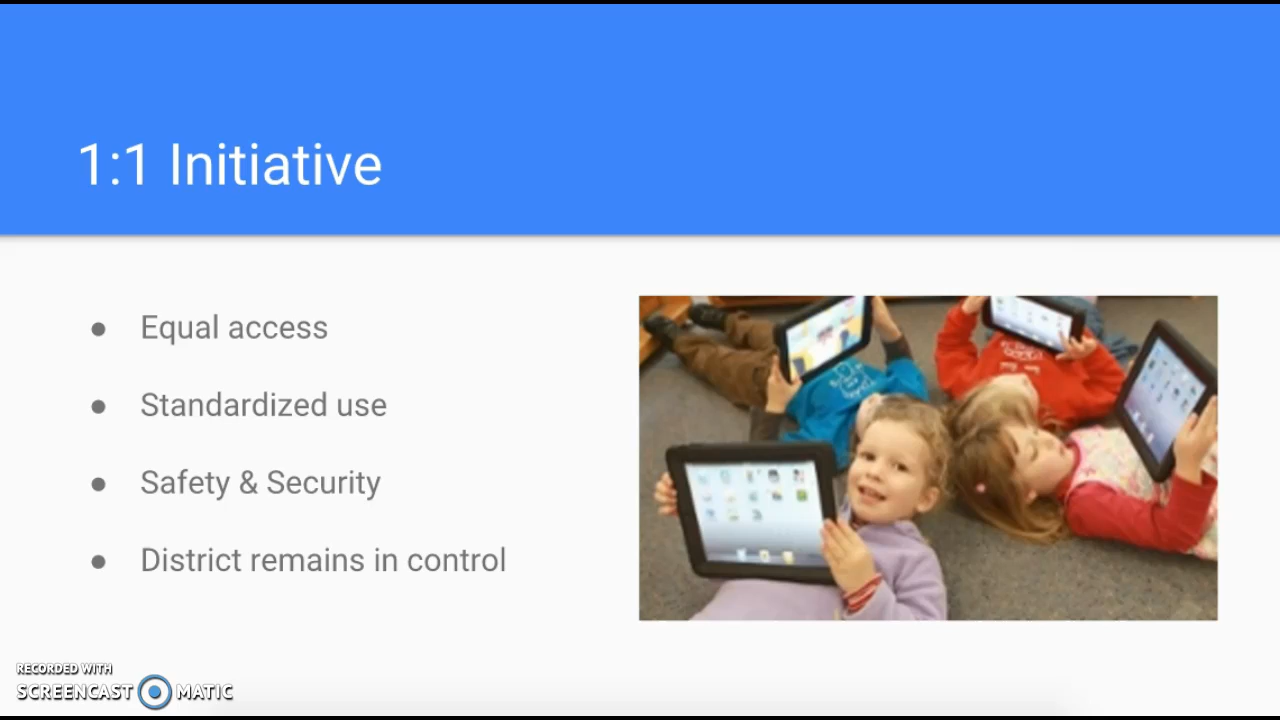 1:1 Initiative
● Equal access
● Standardized use
● Safety & Security
● District remains in control
RECORDED WITH
SCREENCAST MATIC